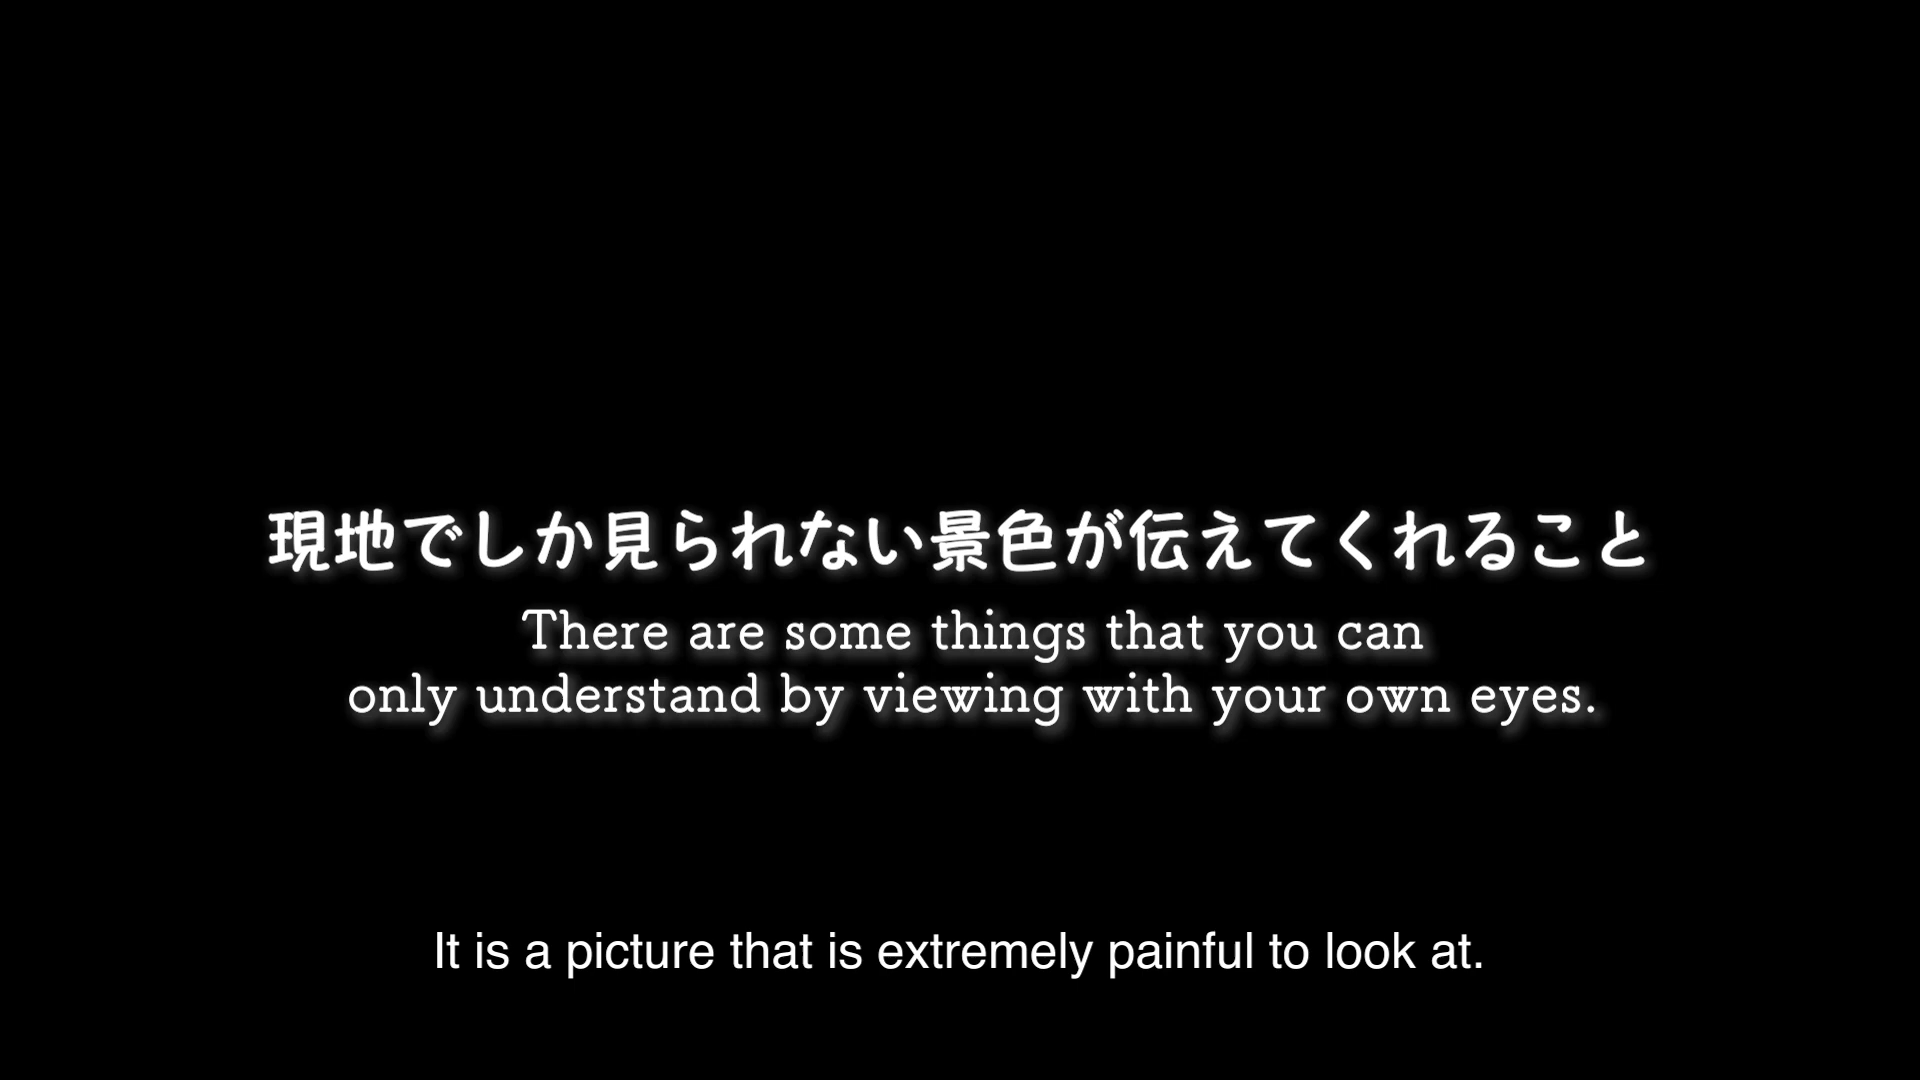 現地でしか見られない景色が伝えてくれること
There are some things that you can
only understand by viewing with your own eyes.
It is a picture that is extremely painful to look at.